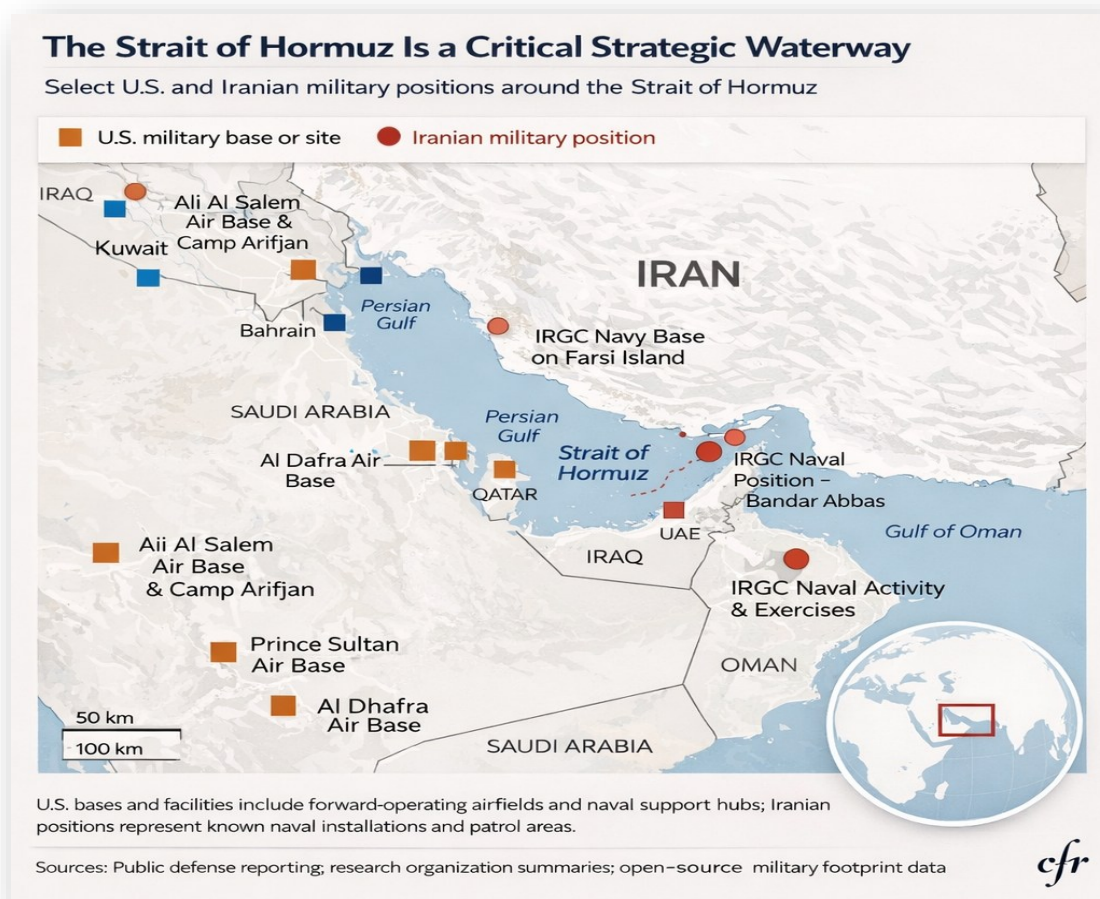 The Strait of Hormuz Is a Critical Strategic Waterway
Select U.S. and Iranian military positions around the Strait of Hormuz
U.S. military base or site
Iranian military position
IRAQ
Ali Al Salem
Air Base &
Camp Arifjan
Kuwait
IRAN
Persian
Gulf
Bahrain
IRGC Navy Base
on Farsi Island
SAUDI ARABIA
Persian
Gulf
Strait of
Hormuz
Al Dafra Air
Base
QATAR
IRGC Naval
Position –
Bandar Abbas
UAE
Gulf of Oman
IRAQ
Aii Al Salem
Air Base
& Camp Arifjan
IRGC Naval Activity
& Exercises
Prince Sultan
Air Base
OMAN
Al Dhafra
Air Base
50 km
100 km
SAUDI ARABIA
U.S. bases and facilities include forward-operating airfields and naval support hubs; Iranian
positions represent known naval installations and patrol areas.
Sources: Public defense reporting; research organization summaries; open-source military footprint data
cfr